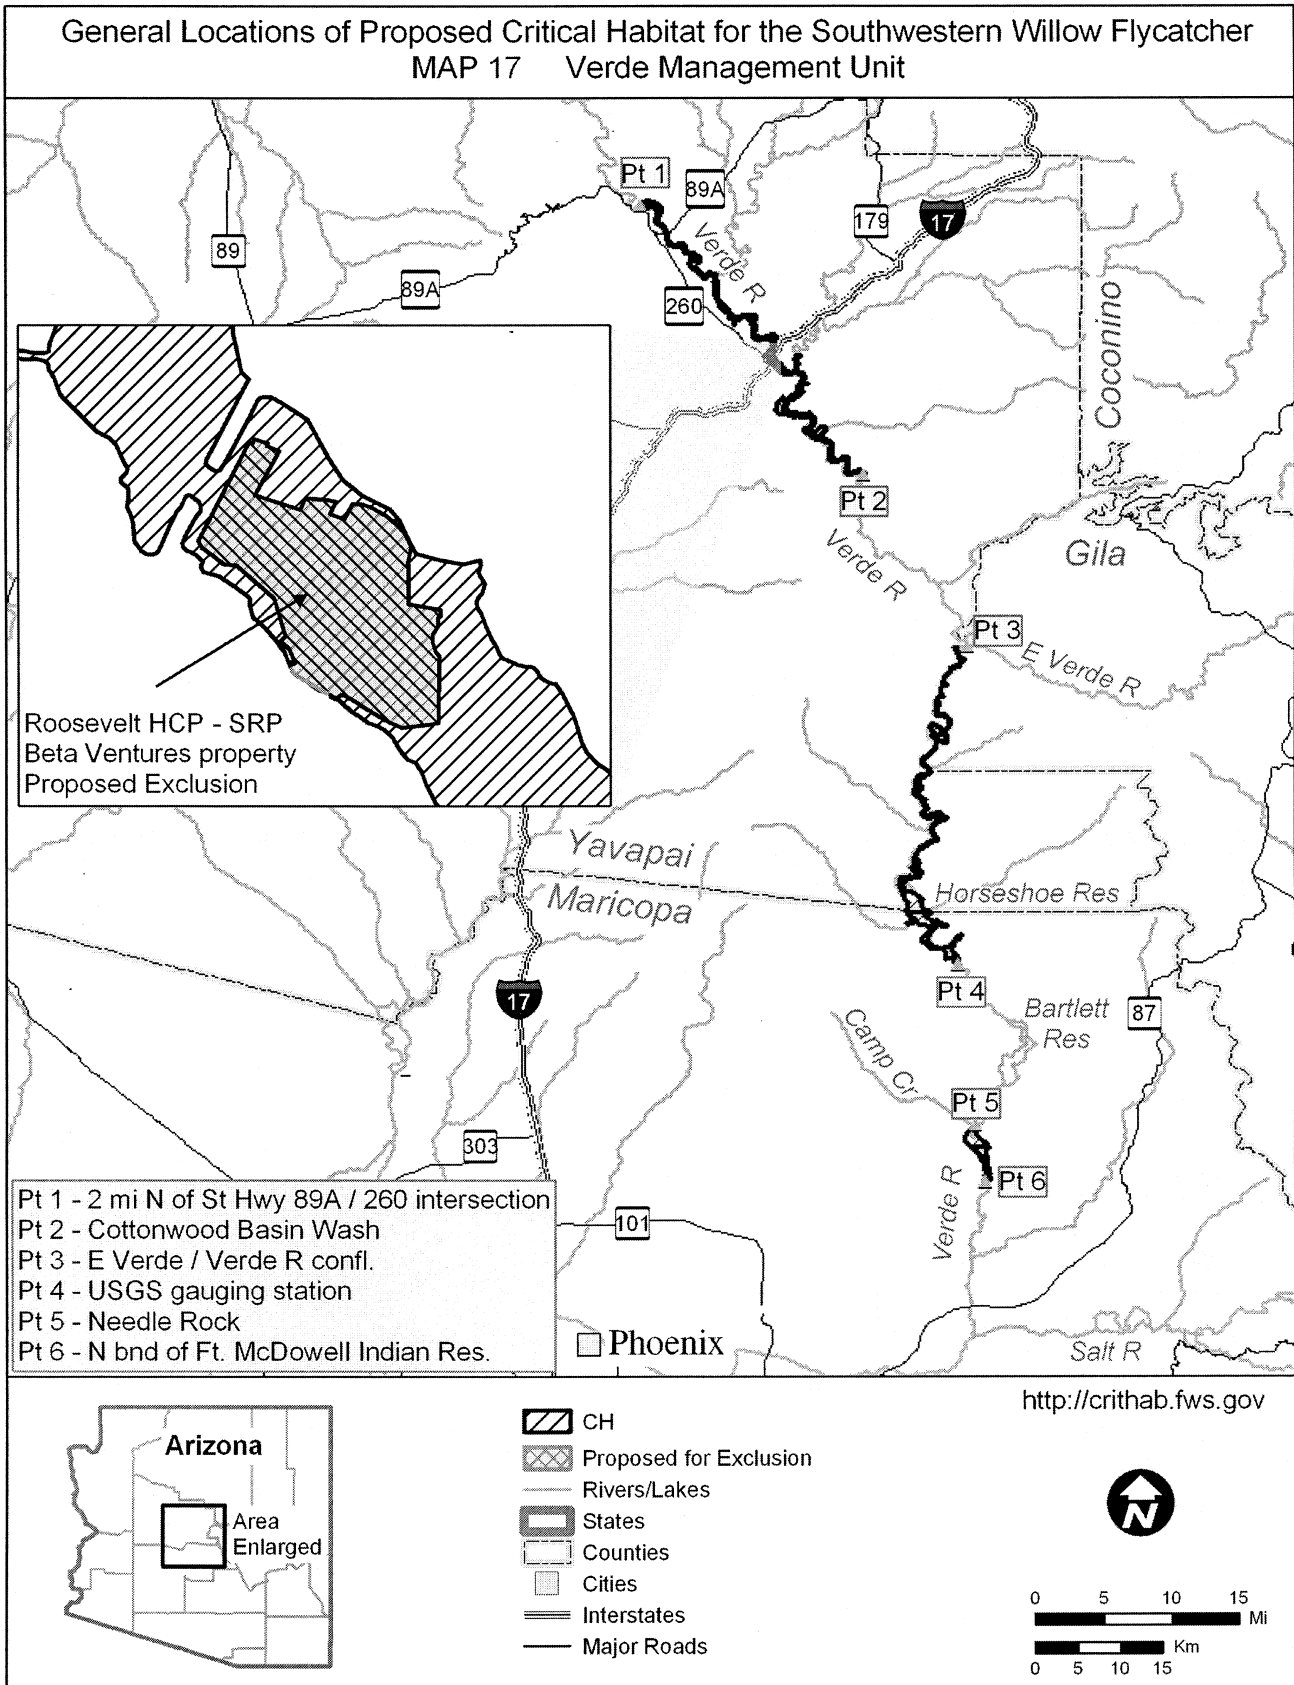 General Locations of Proposed Critical Habitat for the Southwestern Willow Flycatcher
MAP 17 Verde Management Unit
Pt 1
89A
89
179
17
89A
Verde R
260
Coconino
Pt 2
Verde R
Gila
Pt 3
E Verde R
Roosevelt HCP - SRP
Beta Ventures property
Proposed Exclusion
Yavapai
Maricopa
Horseshoe Res
17
Pt 4
Bartlett
Res
87
Camp Cr
Pt 5
303
Verde R
Pt 6
101
Pt 1 - 2 mi N of St Hwy 89A / 260 intersection
Pt 2 - Cottonwood Basin Wash
Pt 3 - E Verde / Verde R confl.
Pt 4 - USGS gauging station
Pt 5 - Needle Rock
Pt 6 - N bnd of Ft. McDowell Indian Res.
Phoenix
Salt R
http://crithab.fws.gov
Arizona
Area
Enlarged
CH
Proposed for Exclusion
Rivers/Lakes
States
Counties
Cities
Interstates
Major Roads
N
0 5 10 15
Mi
Km
0 5 10 15